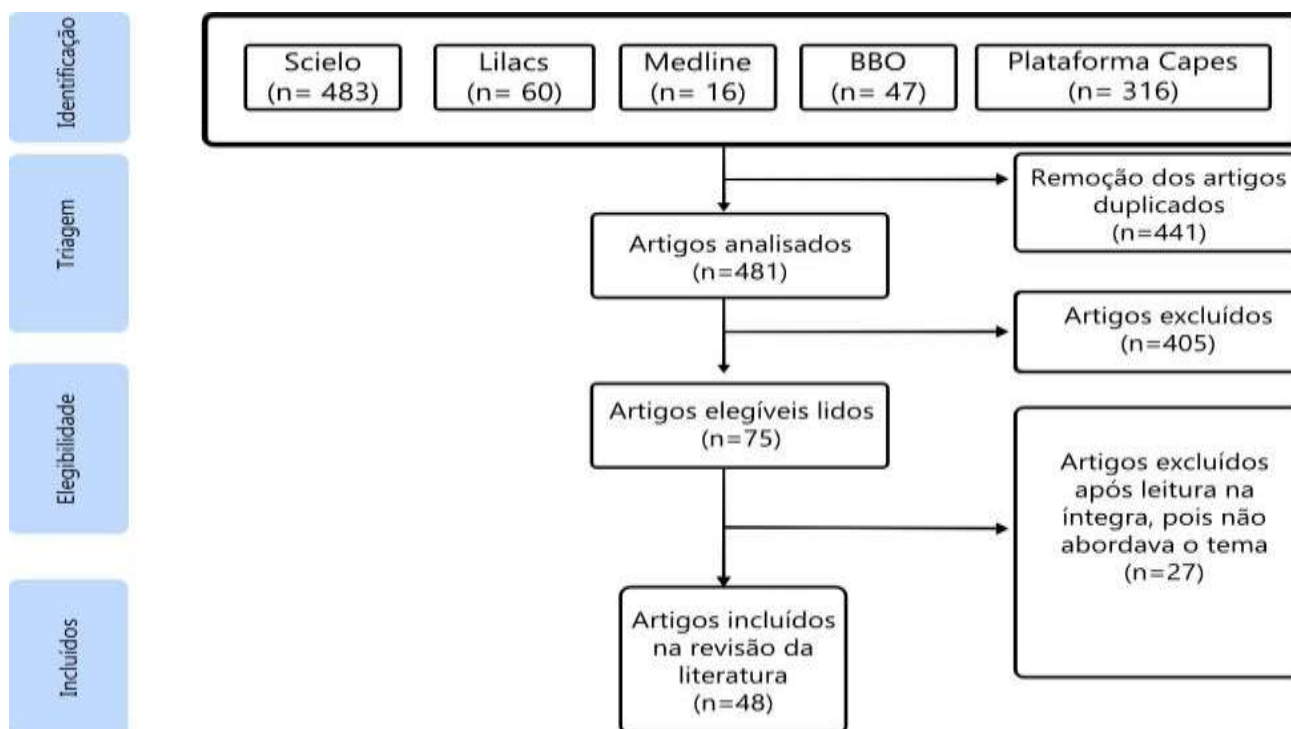 Identificação
Scielo
(n= 483)
Lilacs
(n= 60)
Medline
(n= 16)
BBO
(n= 47)
Plataforma Capes
(n= 316)
Triagem
Remoção dos artigos
duplicados
(n=441)
Artigos analisados
(n=481)
Artigos excluídos
(n=405)
Elegibilidade
Artigos elegíveis lidos
(n=75)
Artigos excluídos
após leitura na
íntegra, pois não
abordava o tema
(n=27)
Incluídos
Artigos incluídos
na revisão da
literatura
(n=48)